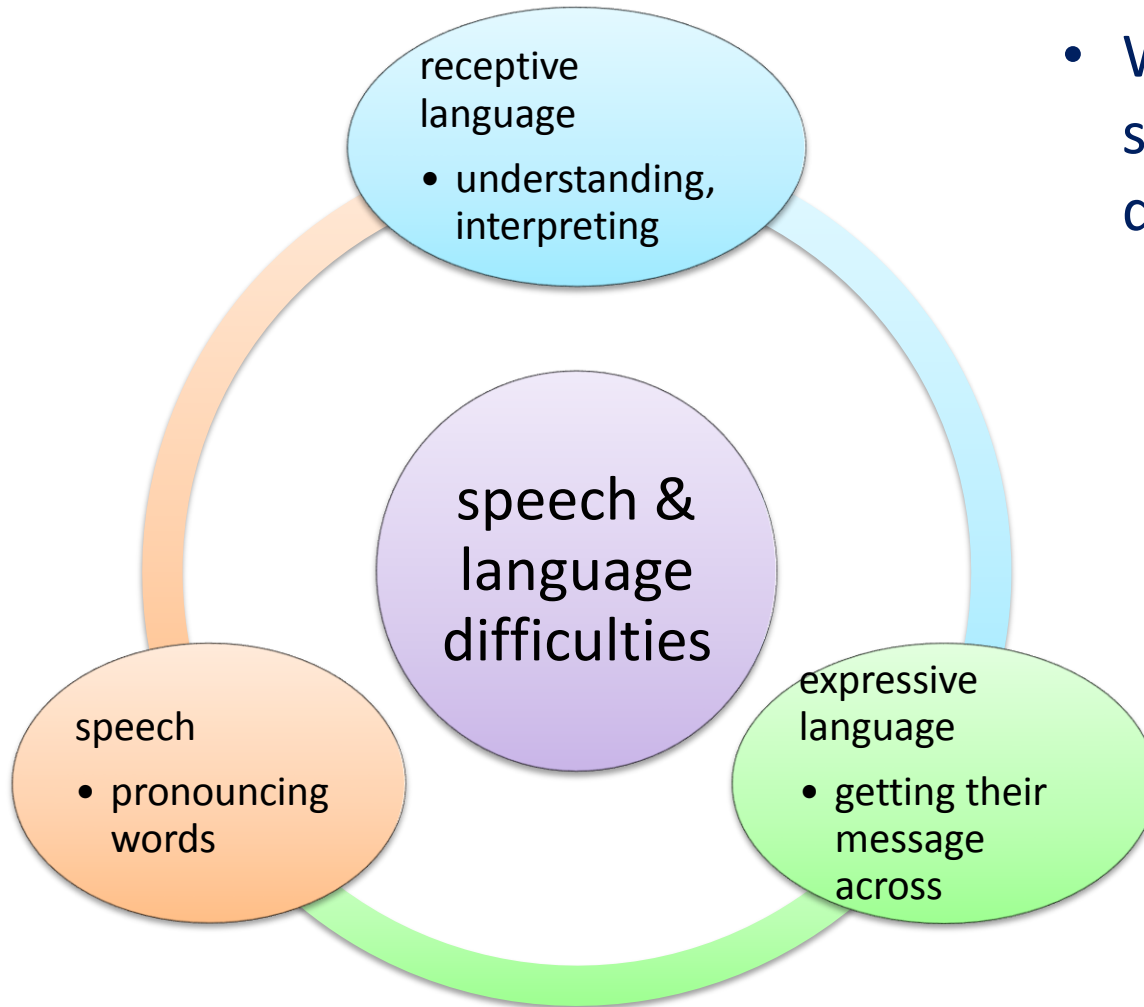 receptive
language
• understanding,
interpreting
speech &
language
difficulties
expressive
language
• getting their
message
across
speech
• pronouncing
words